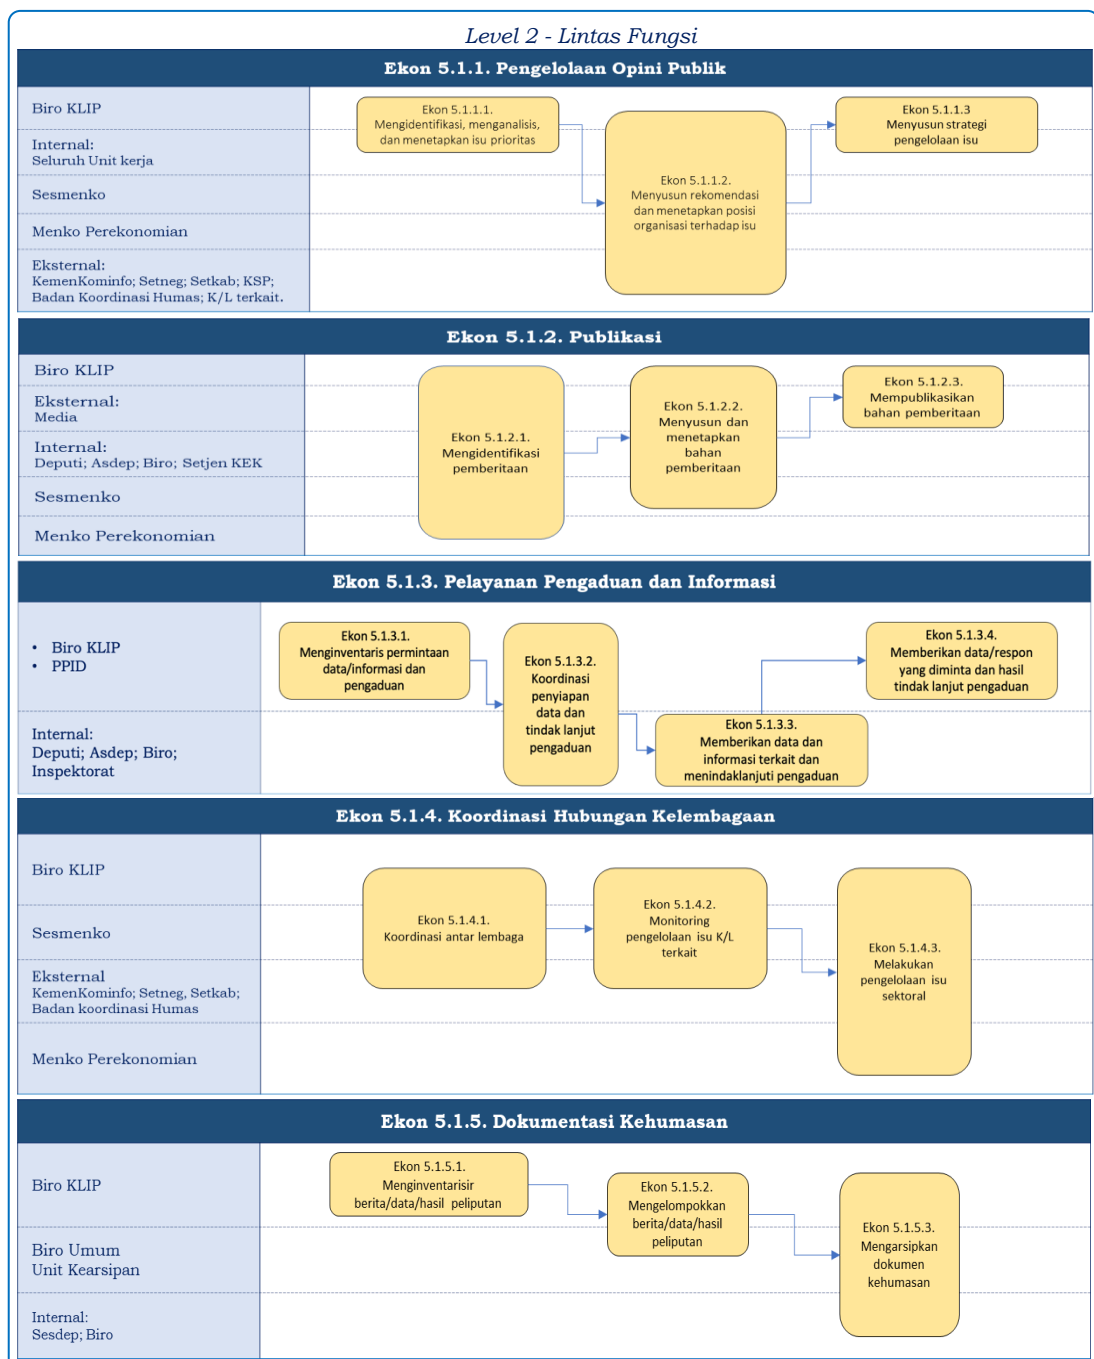 Level 2 - Lintas Fungsi
Ekon 5.1.1. Pengelolaan Opini Publik
Biro KLIP
Internal:
Seluruh Unit kerja
Sesmenko
Menko Perekonomian
Eksternal:
KemenKominfo; Setneg; Setkab; KSP;
Badan Koordinasi Humas; K/L terkait.
Ekon 5.1.1.1.
Mengidentifikasi, menganalisis,
dan menetapkan isu prioritas
Ekon 5.1.1.2.
Menyusun rekomendasi
dan menetapkan posisi
organisasi terhadap isu
Ekon 5.1.1.3
Menyusun strategi
pengelolaan isu
Ekon 5.1.2. Publikasi
Biro KLIP
Eksternal:
Media
Internal:
Deputi; Asdep; Biro; Setjen KEK
Sesmenko
Menko Perekonomian
Ekon 5.1.2.1.
Mengidentifikasi
pemberitaan
Ekon 5.1.2.2.
Menyusun dan
menetapkan
bahan
pemberitaan
Ekon 5.1.2.3.
Mempublikasikan
bahan pemberitaan
Ekon 5.1.3. Pelayanan Pengaduan dan Informasi
• Biro KLIP
• PPID
Internal:
Deputi; Asdep; Biro;
Inspektorat
Ekon 5.1.3.1.
Menginventaris permintaan
data/informasi dan
pengaduan
Ekon 5.1.3.2.
Koordinasi
penyiapan
data dan
tindak lanjut
pengaduan
Ekon 5.1.3.3.
Memberikan data dan
informasi terkait dan
menindaklanjuti pengaduan
Ekon 5.1.3.4.
Memberikan data/respon
yang diminta dan hasil
tindak lanjut pengaduan
Ekon 5.1.4. Koordinasi Hubungan Kelembagaan
Biro KLIP
Sesmenko
Eksternal
KemenKominfo; Setneg, Setkab;
Badan koordinasi Humas
Menko Perekonomian
Ekon 5.1.4.1.
Koordinasi antar lembaga
Ekon 5.1.4.2.
Monitoring
pengelolaan isu K/L
terkait
Ekon 5.1.4.3.
Melakukan
pengelolaan isu
sektoral
Ekon 5.1.5. Dokumentasi Kehumasan
Biro KLIP
Biro Umum
Unit Kearsipan
Internal:
Sesdep; Biro
Ekon 5.1.5.1.
Menginventarisir
berita/data/hasil peliputan
Ekon 5.1.5.2.
Mengelompokkan
berita/data/hasil
peliputan
Ekon 5.1.5.3.
Mengarsipkan
dokumen
kehumasan